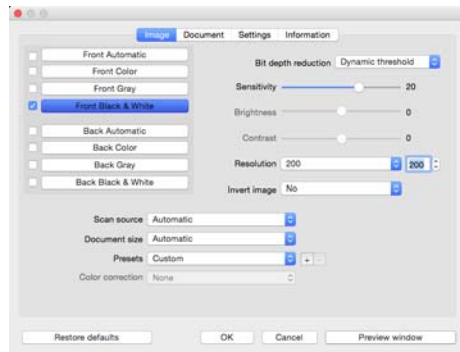 Image Document Settings Information
Front Automatic
Front Color
Front Gray
Front Black & White
Back Automatic
Back Color
Back Gray
Back Black & White
Bit depth reduction Dynamic threshold
Sensitivity 20
Brightness 0
Contrast 0
Resolution 200 200
Invert image No
Scan source Automatic
Document size Automatic
Presets Custom + -
Color correction None
Restore defaults OK Cancel Preview window